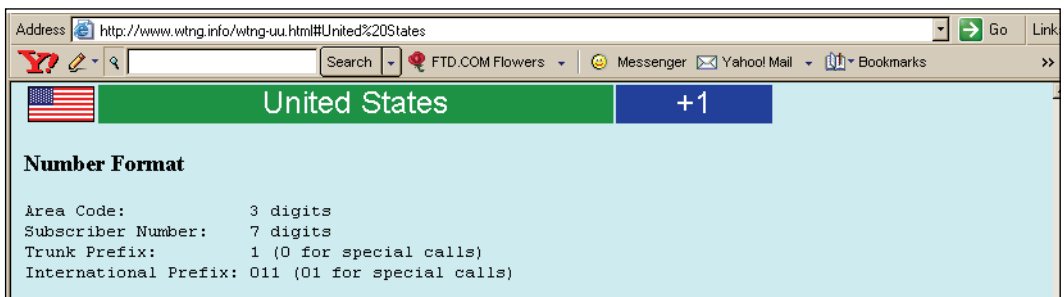 Address http://www.wtng.info/wtng-uu.html#United%20States Go Link
Y! Search FTD.COM Flowers Messenger Yahoo! Mail Bookmarks »
United States +1
Number Format
Area Code: 3 digits
Subscriber Number: 7 digits
Trunk Prefix: 1 (0 for special calls)
International Prefix: 011 (01 for special calls)